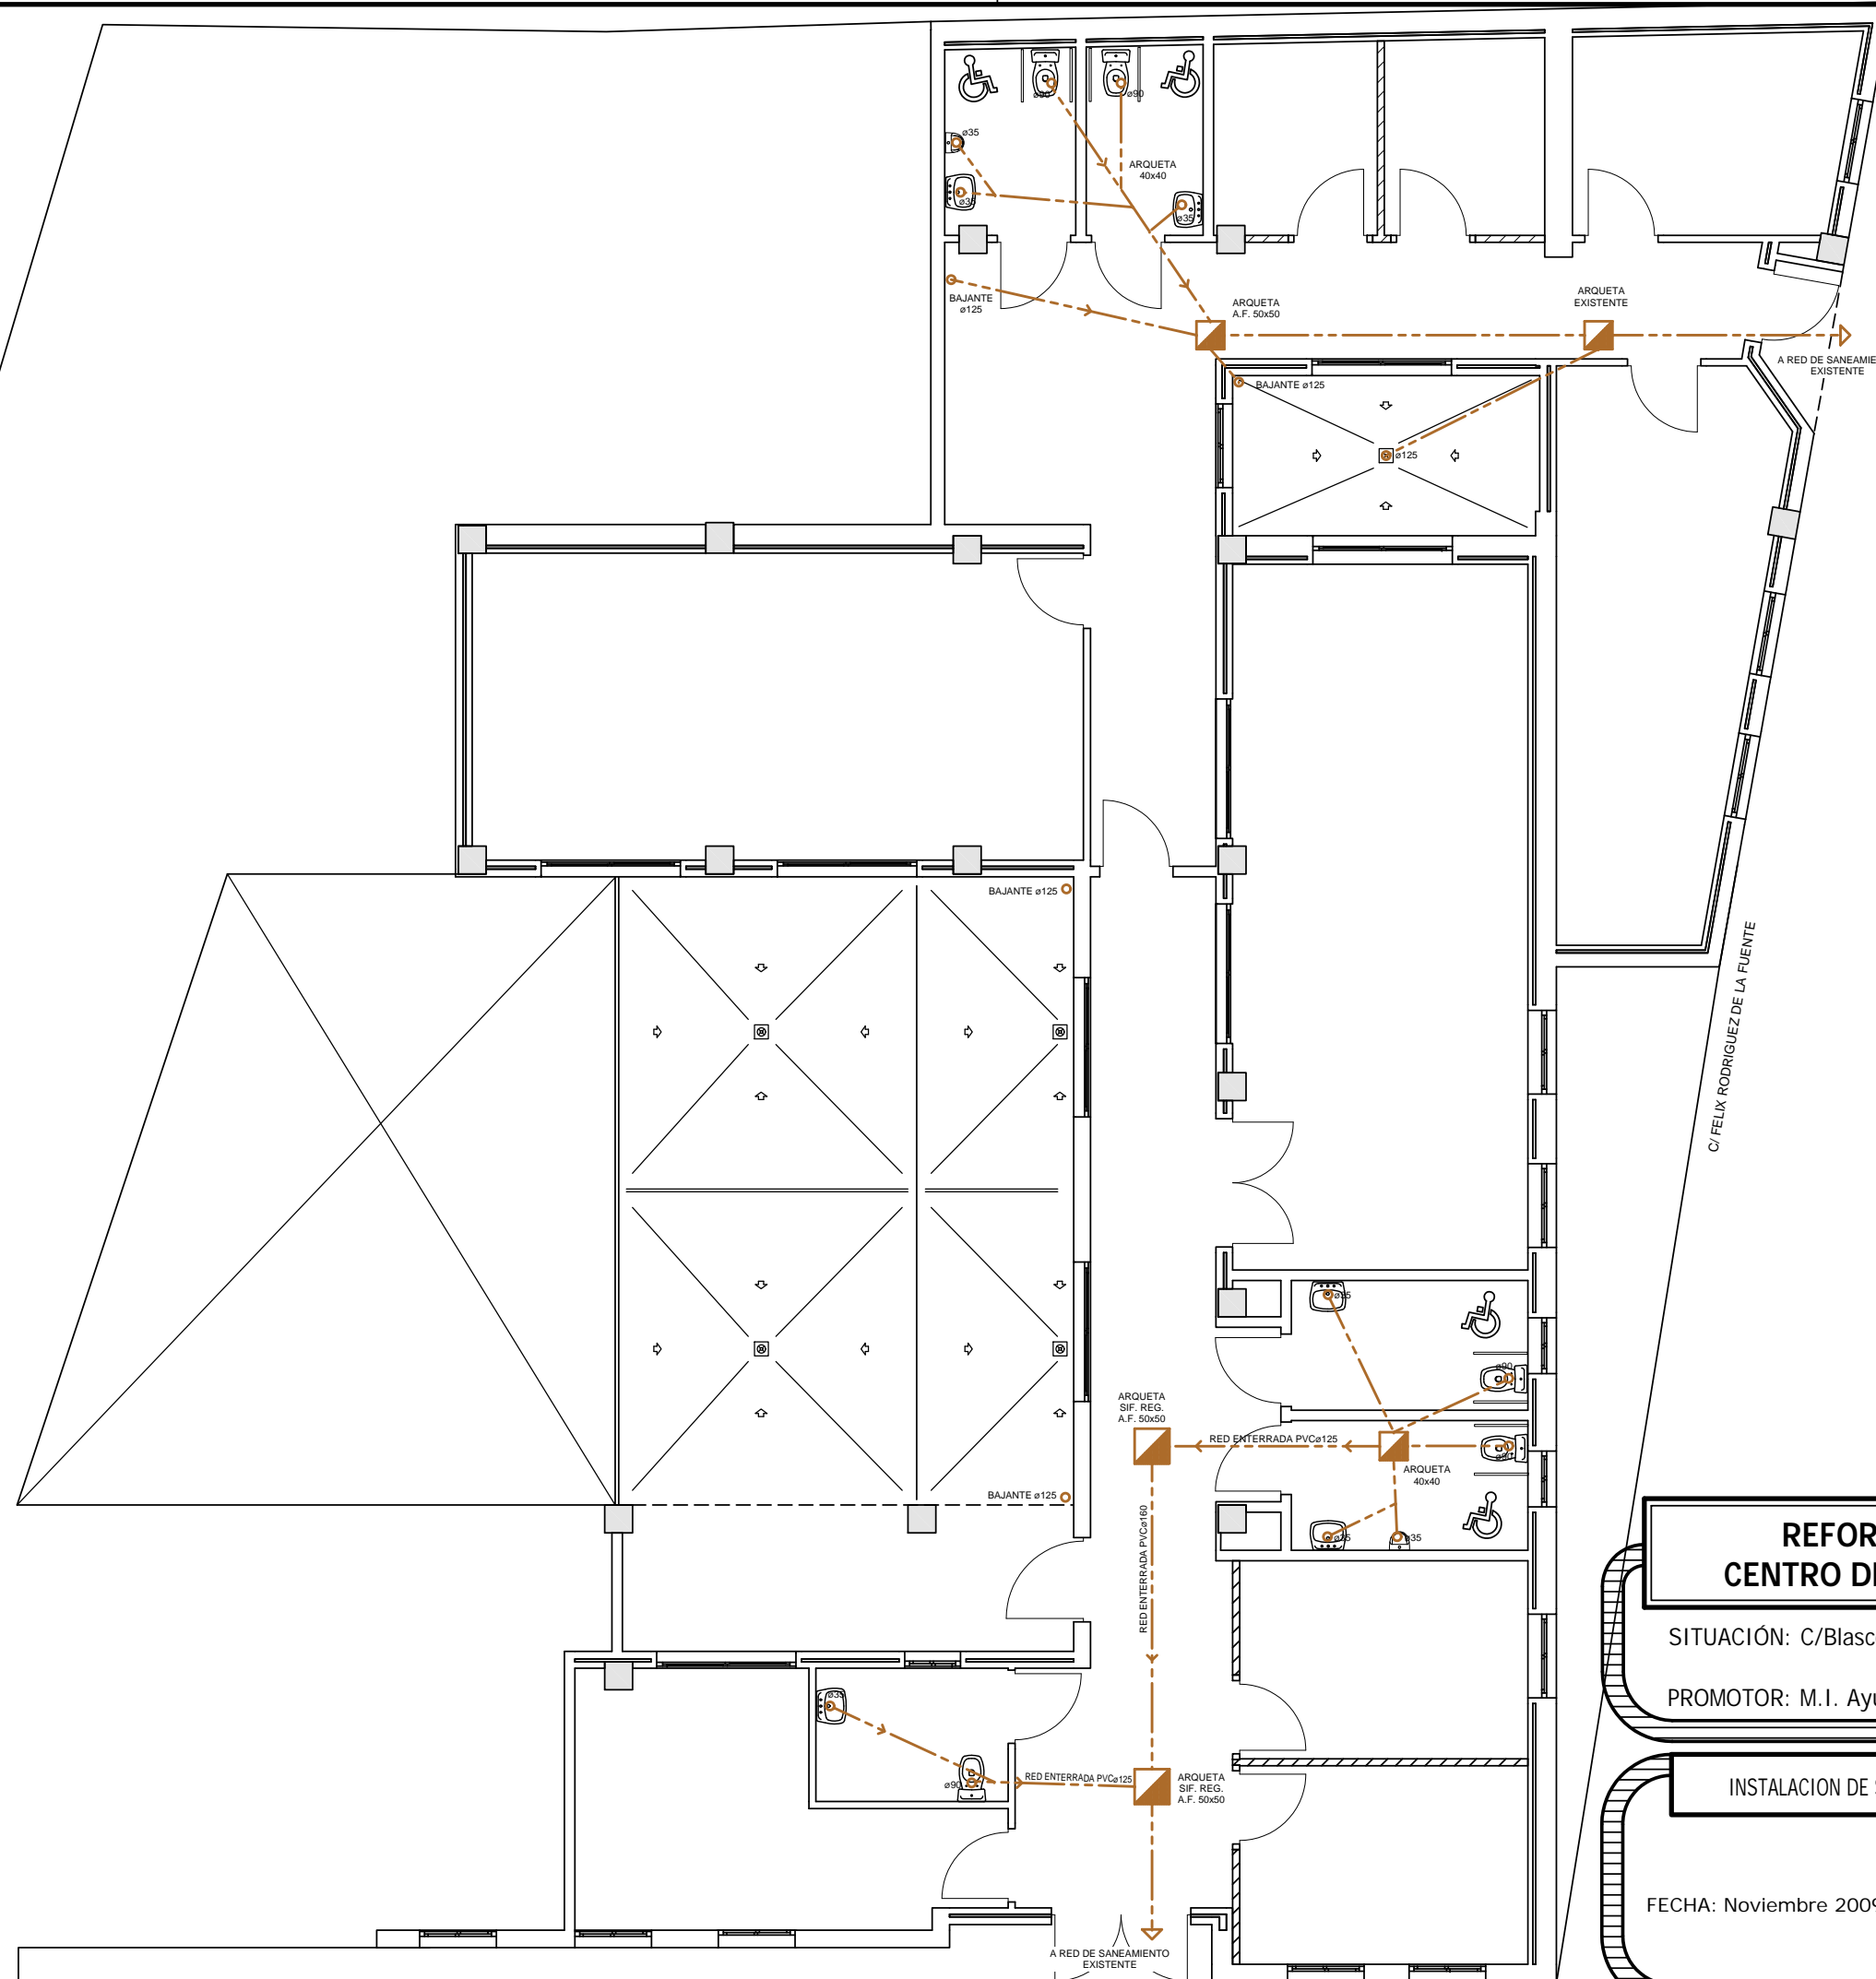 ø90
ø90
ø35
ø35
ø35
ARQUETA
40x40
BAJANTE
ø125
ARQUETA
A.F. 50x50
ARQUETA
EXISTENTE
A RED DE SANEAMIE
EXISTENTE
BAJANTE ø125
ø125
BAJANTE ø125
C/ FELIX RODRIGUEZ DE LA FUENTE
ø35
ø90
ARQUETA
SIF. REG.
A.F. 50x50
RED ENTERRADA PVCø125
ø90
ARQUETA
40x40
BAJANTE ø125
RED ENTERRADA PVCø160
ø35
ø35
ø35
ø90
RED ENTERRADA PVCø125
ARQUETA
SIF. REG.
A.F. 50x50
A RED DE SANEAMIENTO
EXISTENTE
REFOR
CENTRO DE
SITUACIÓN: C/Blasc
PROMOTOR: M.I. Ayu
INSTALACION DE S
FECHA: Noviembre 2009